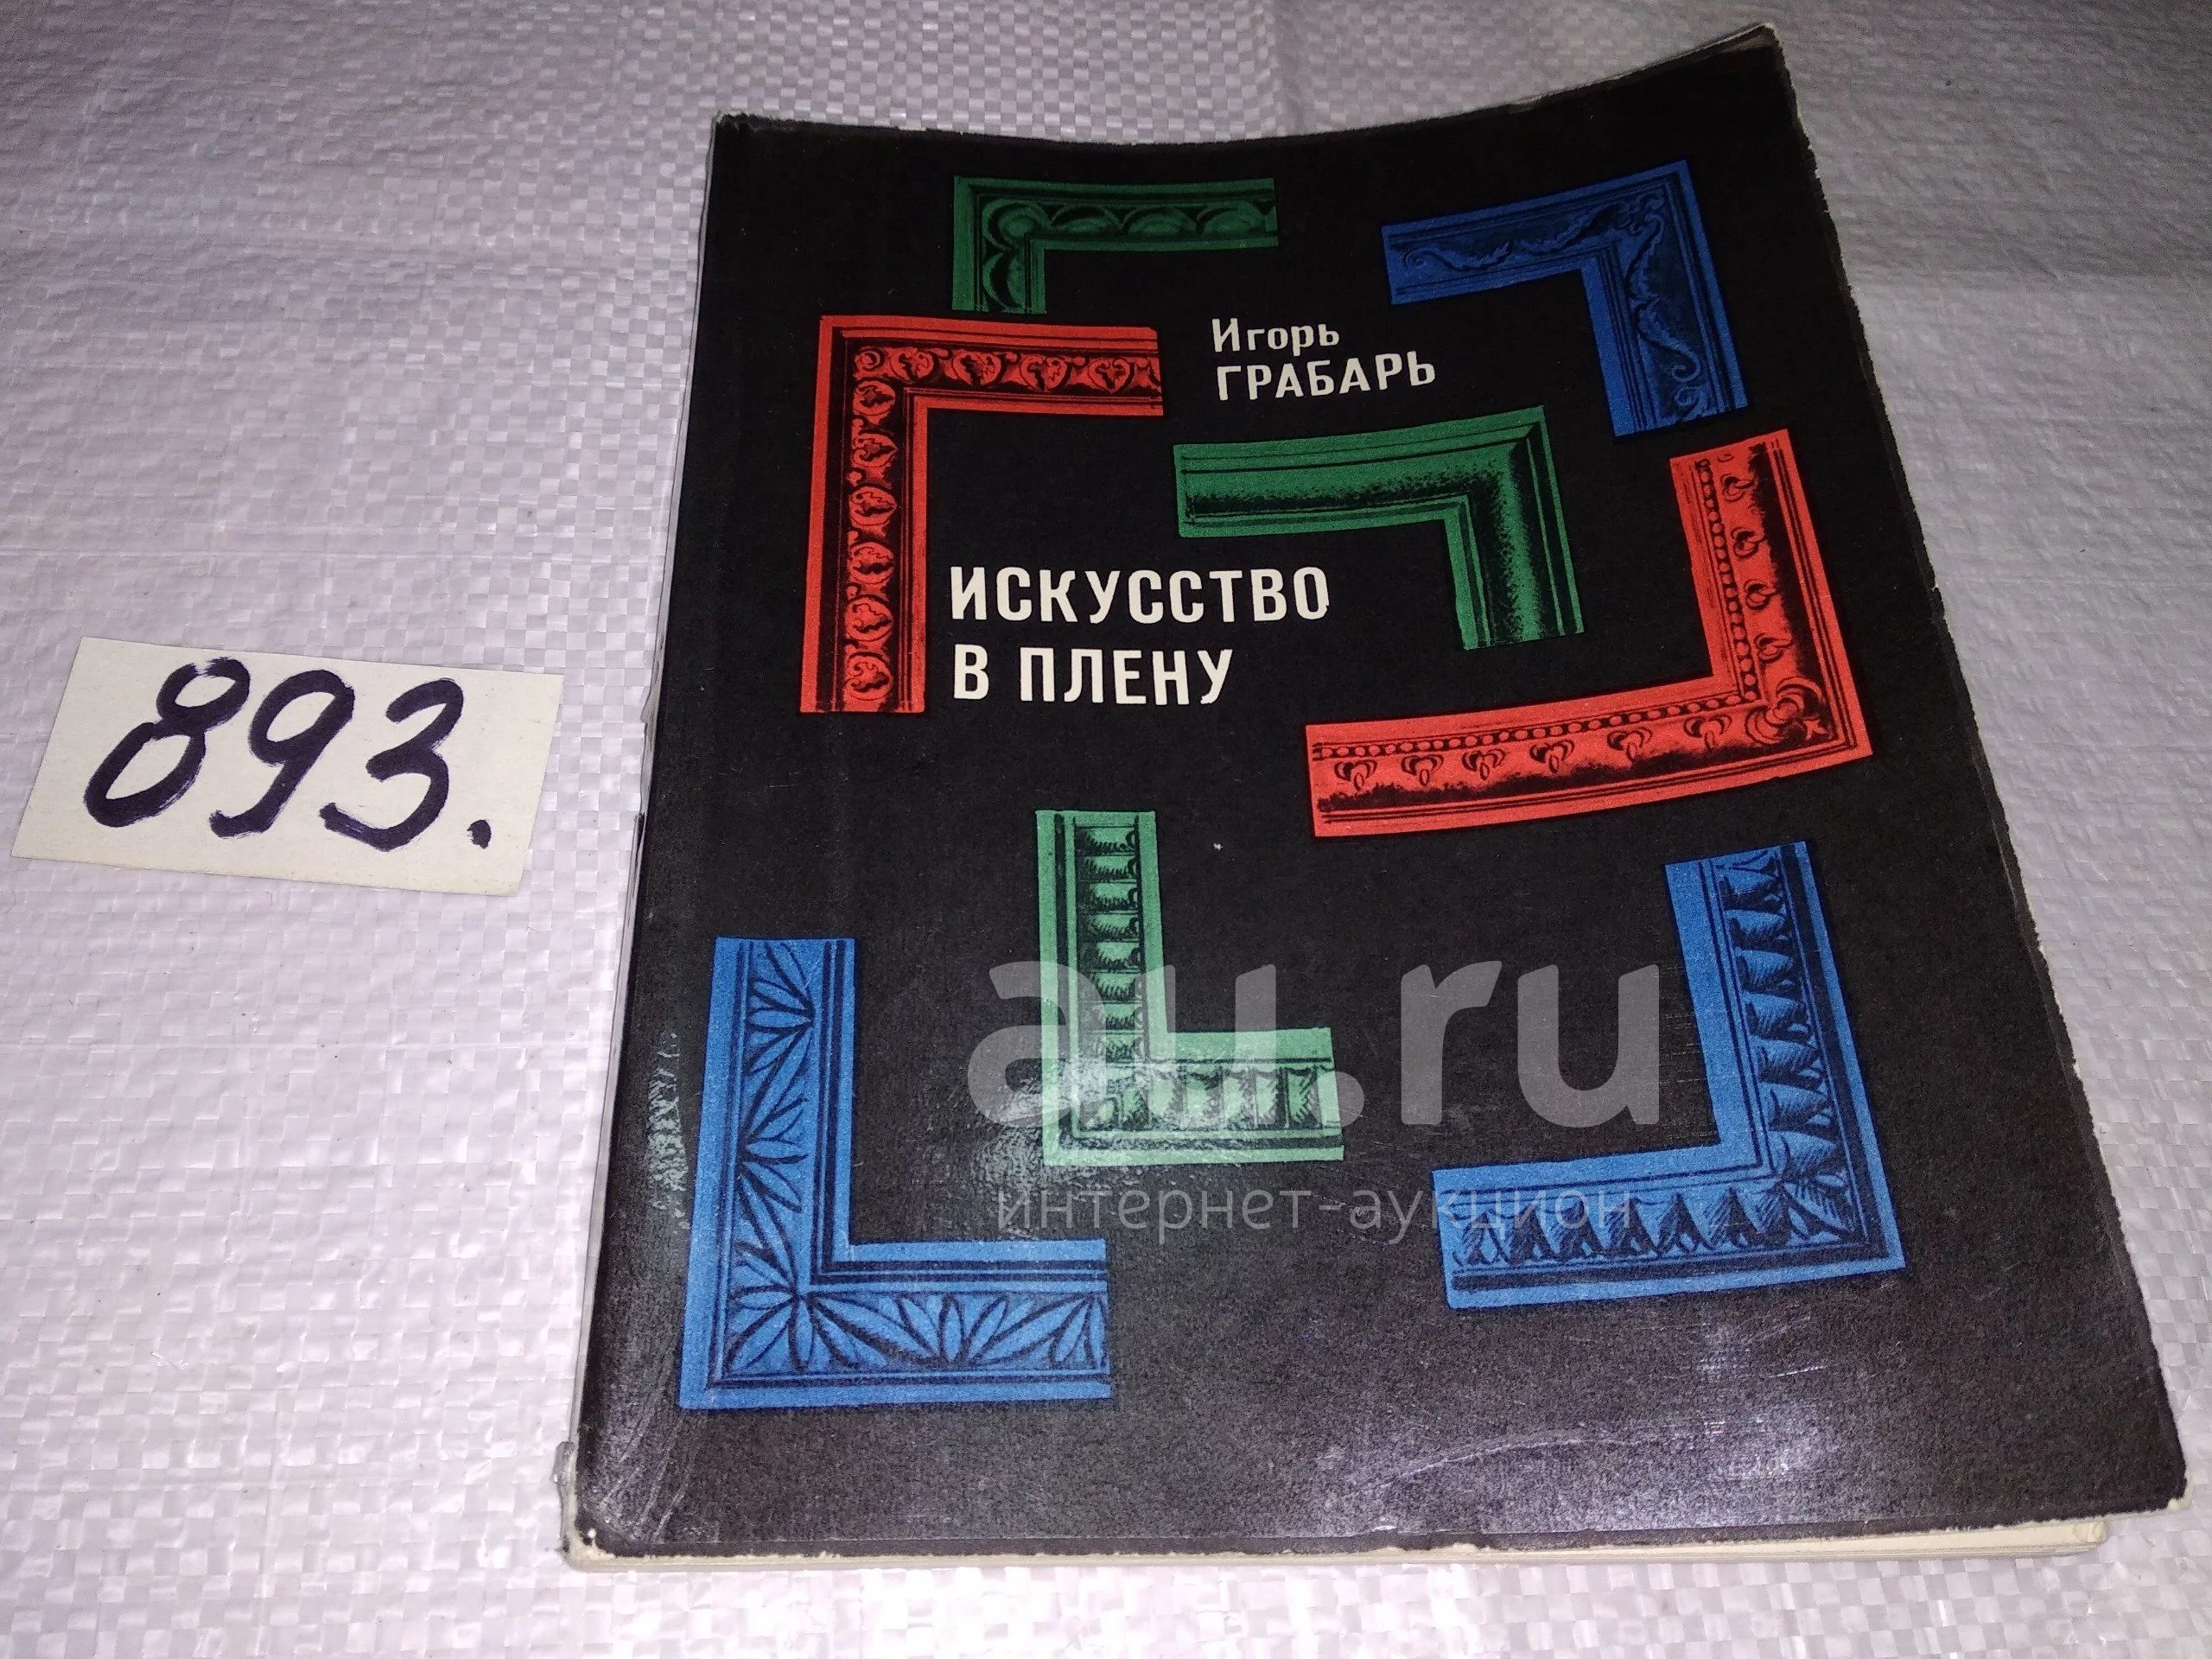 Игорь
ГРАБАРЬ
ИСКУССТВО
В ПЛЕНУ
893.
au.ru
интернет-аукцион